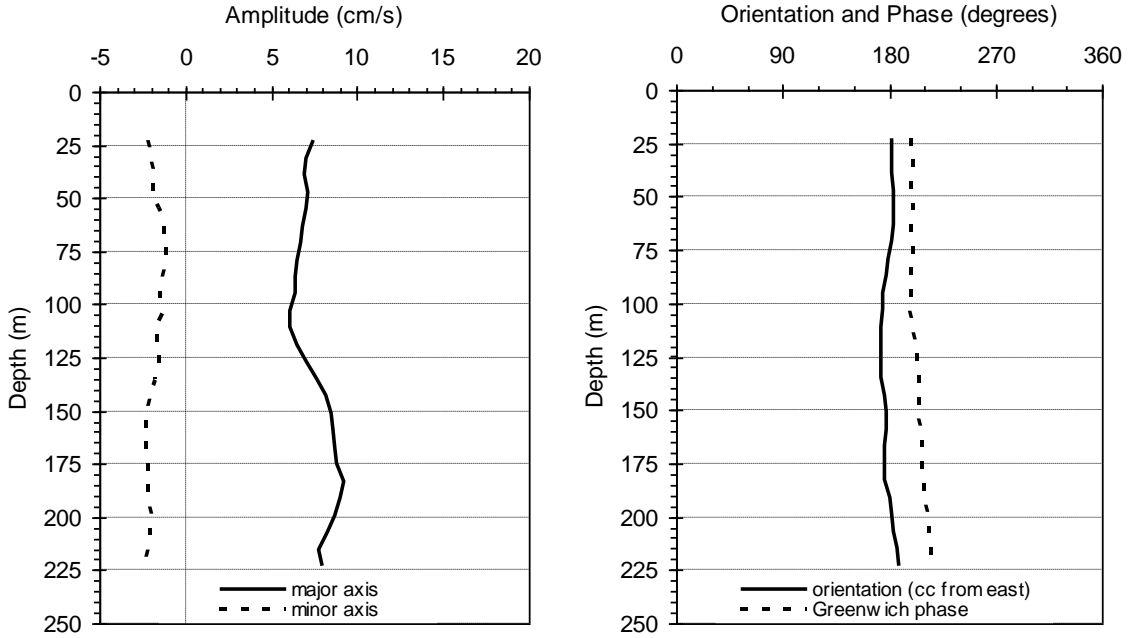 Amplitude (cm/s)
-5 0 5 10 15 20
0
25
50
75
100
125
150
175
200
225
250
Depth (m)
major axis
minor axis
Orientation and Phase (degrees)
0 90 180 270 360
0
25
50
75
100
125
150
175
200
225
250
Depth (m)
orientation (cc from east)
Greenwich phase